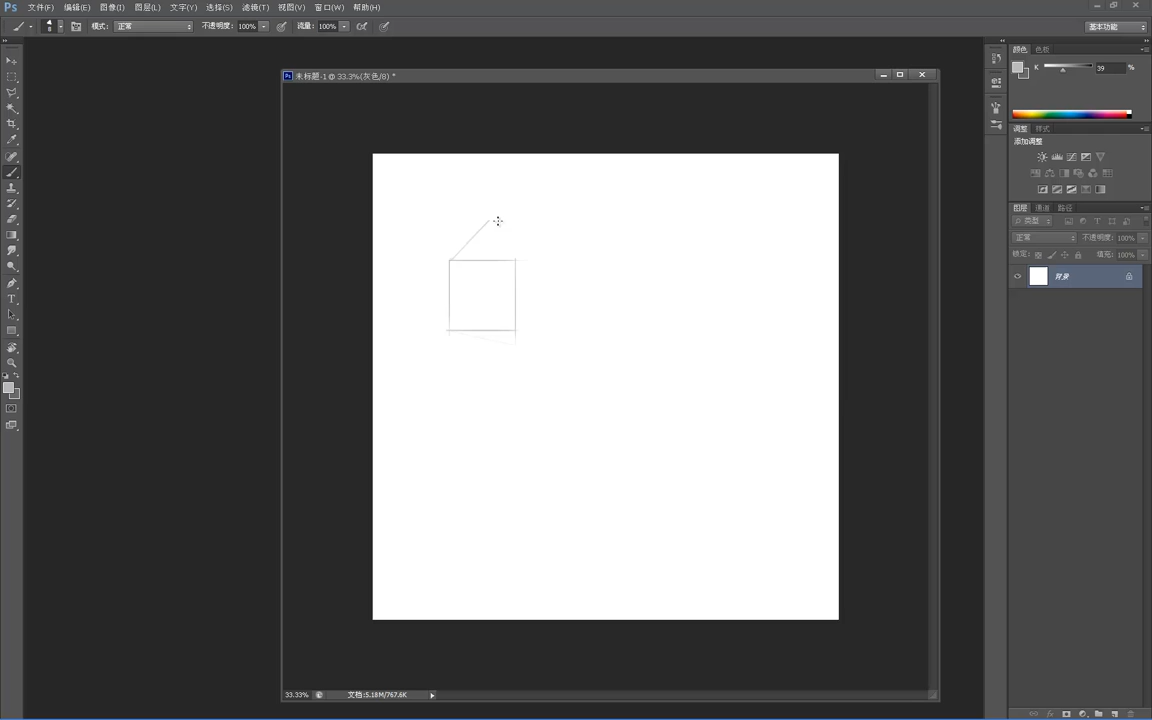 Ps 文件(F) 编辑(E) 图像(I) 图层(L) 文字(Y) 选择(S) 滤镜(T) 视图(V) 窗口(W) 帮助(H)
8 模式: 正常 不透明度: 100% 流量: 100% 基本功能
未标题-1 @ 33.3%(灰色/8) *
颜色 色板
K 39 %
调整 样式
添加调整
图层 通道 路径
类型
正常 不透明度: 100%
锁定: 填充: 100%
背景
33.33% 文档:5.18M/767.6K